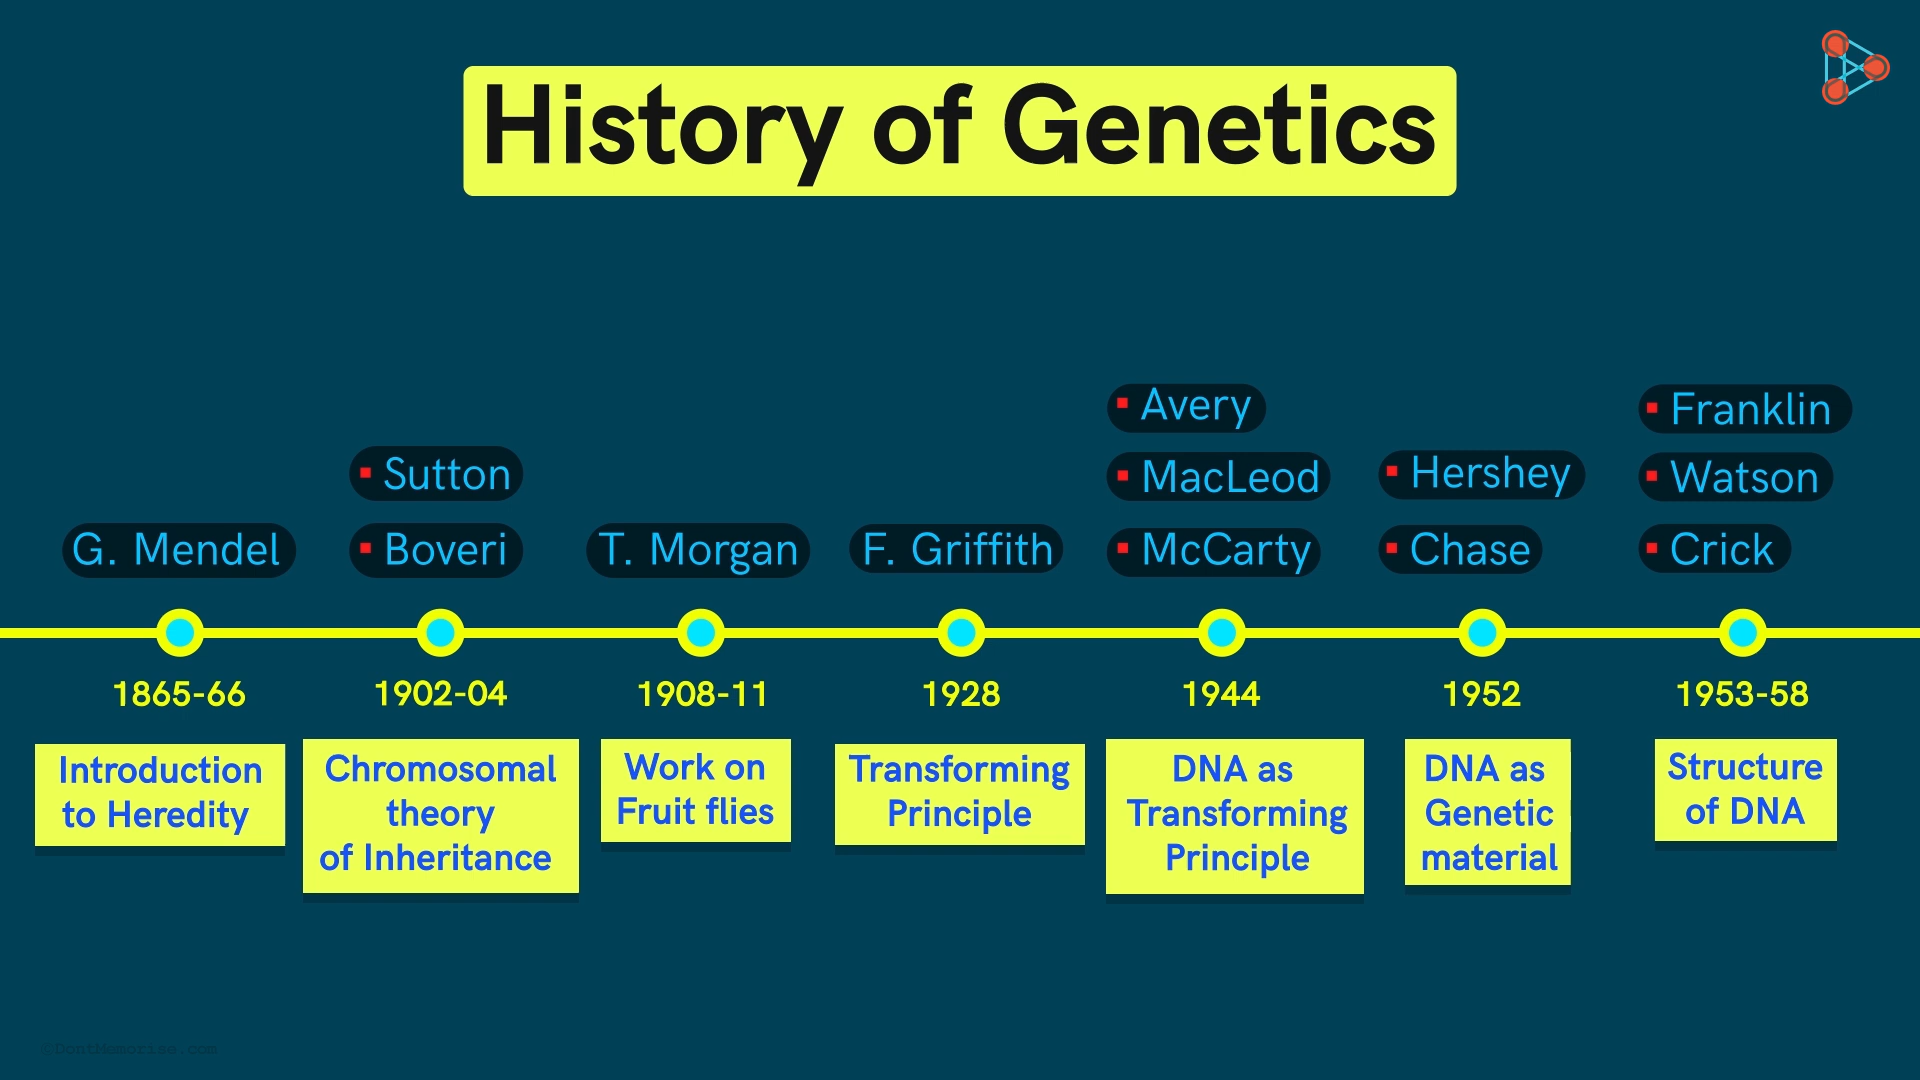 History of Genetics
G. Mendel
Sutton
Boveri
T. Morgan
F. Griffith
Avery
MacLeod
McCarty
Hershey
Chase
Franklin
Watson
Crick
1865-66
1902-04
1908-11
1928
1944
1952
1953-58
Introduction
to Heredity
Chromosomal
theory
of Inheritance
Work on
Fruit flies
Transforming
Principle
DNA as
Transforming
Principle
DNA as
Genetic
material
Structure
of DNA
©DontMemorise.com